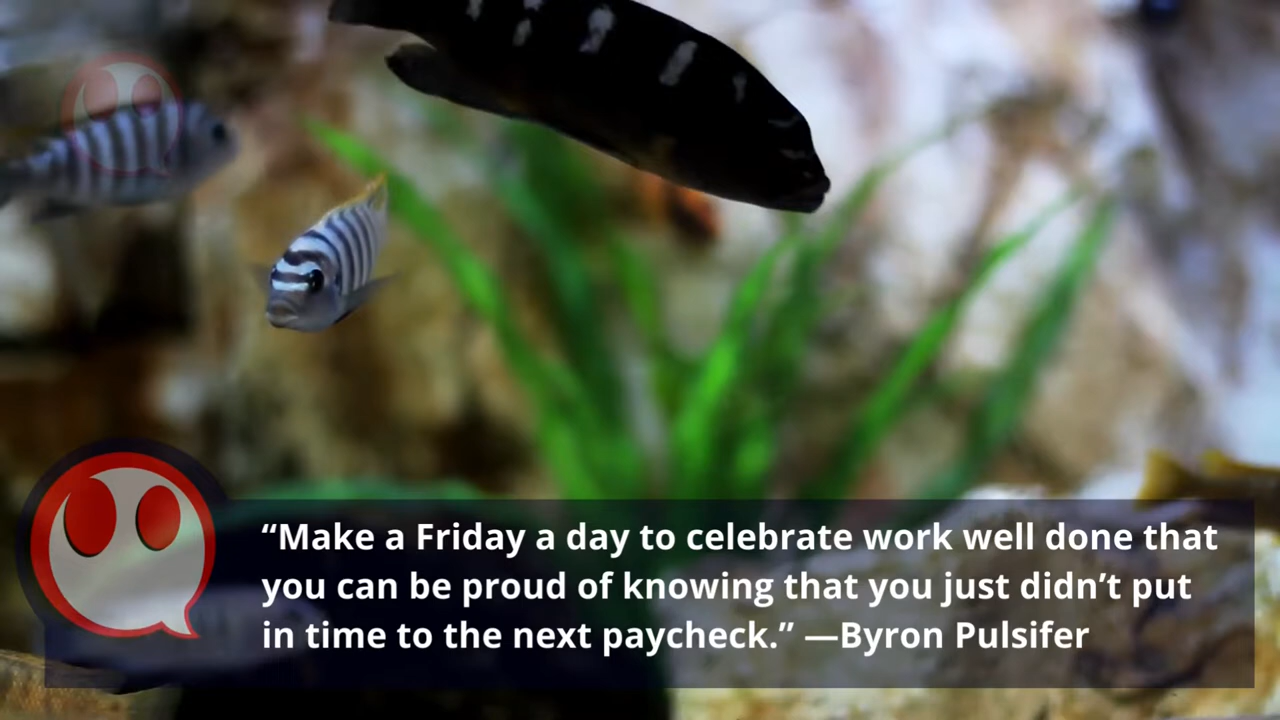 “Make a Friday a day to celebrate work well done that
you can be proud of knowing that you just didn’t put
in time to the next paycheck.” —Byron Pulsifer